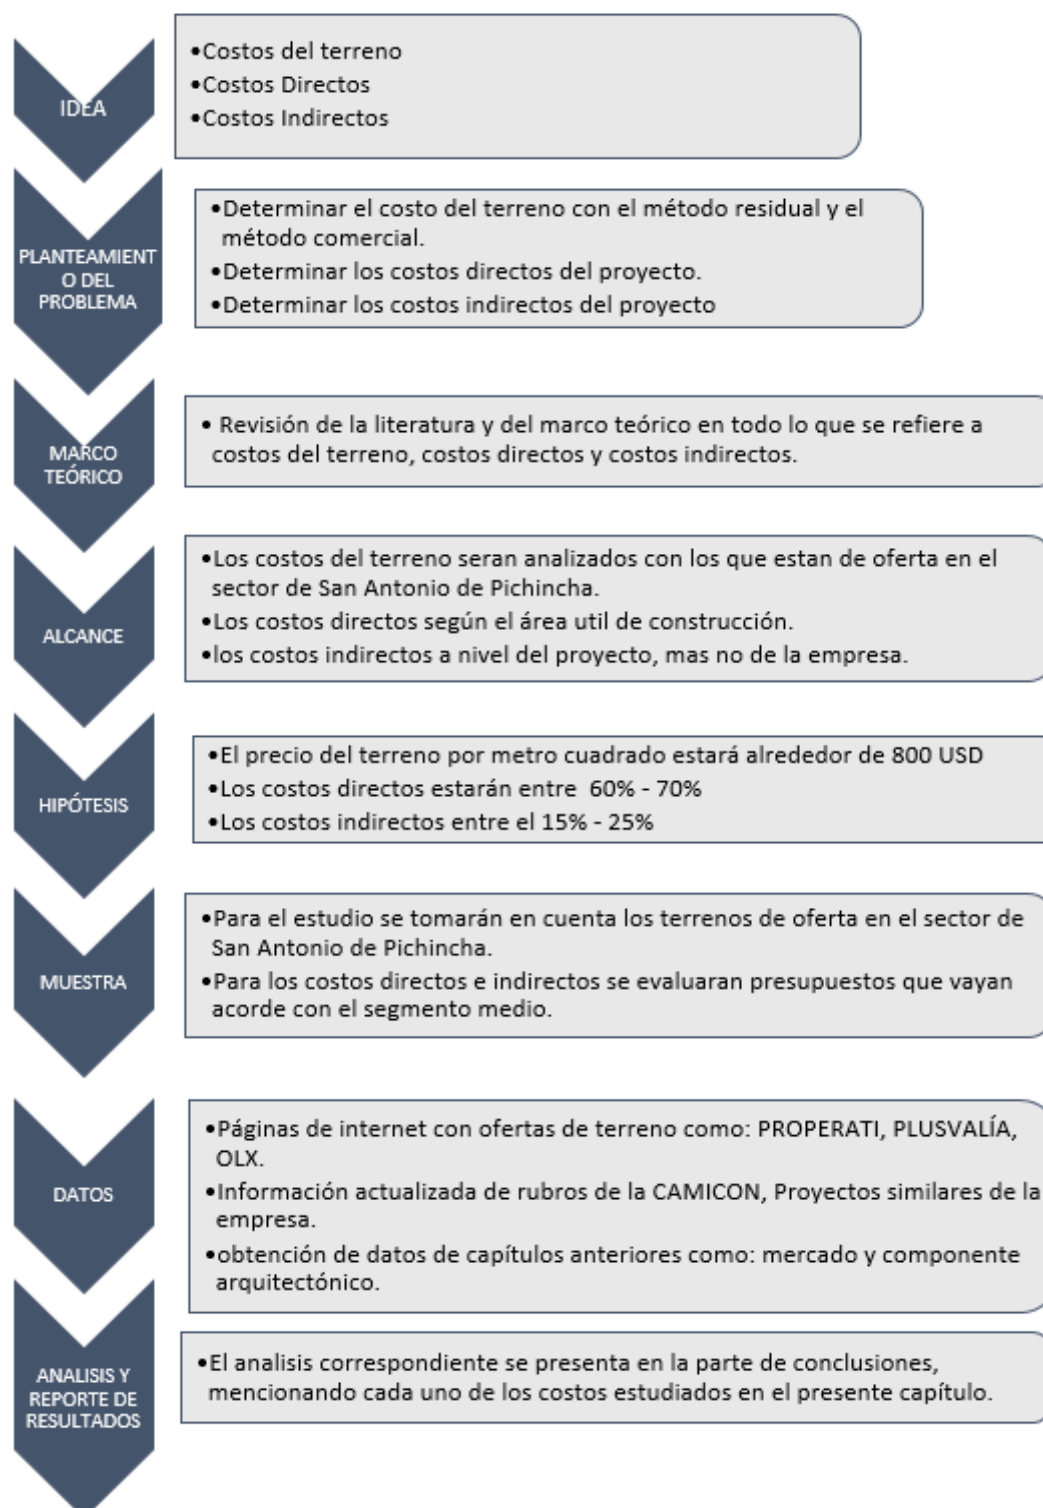 IDEA
•Costos del terreno
•Costos Directos
•Costos Indirectos
PLANTEAMIENT
O DEL
PROBLEMA
•Determinar el costo del terreno con el método residual y el
método comercial.
•Determinar los costos directos del proyecto.
•Determinar los costos indirectos del proyecto
MARCO
TEÓRICO
• Revisión de la literatura y del marco teórico en todo lo que se refiere a
costos del terreno, costos directos y costos indirectos.
ALCANCE
•Los costos del terreno seran analizados con los que estan de oferta en el
sector de San Antonio de Pichincha.
•Los costos directos según el área util de construcción.
•los costos indirectos a nivel del proyecto, mas no de la empresa.
HIPÓTESIS
•El precio del terreno por metro cuadrado estará alrededor de 800 USD
•Los costos directos estarán entre 60% - 70%
•Los costos indirectos entre el 15% - 25%
MUESTRA
•Para el estudio se tomarán en cuenta los terrenos de oferta en el sector de
San Antonio de Pichincha.
•Para los costos directos e indirectos se evaluaran presupuestos que vayan
acorde con el segmento medio.
DATOS
•Páginas de internet con ofertas de terreno como: PROPERATI, PLUSVALÍA,
OLX.
•Información actualizada de rubros de la CAMICON, Proyectos similares de la
empresa.
•obtención de datos de capítulos anteriores como: mercado y componente
arquitectónico.
ANALISIS Y
REPORTE DE
RESULTADOS
•El analisis correspondiente se presenta en la parte de conclusiones,
mencionando cada uno de los costos estudiados en el presente capítulo.